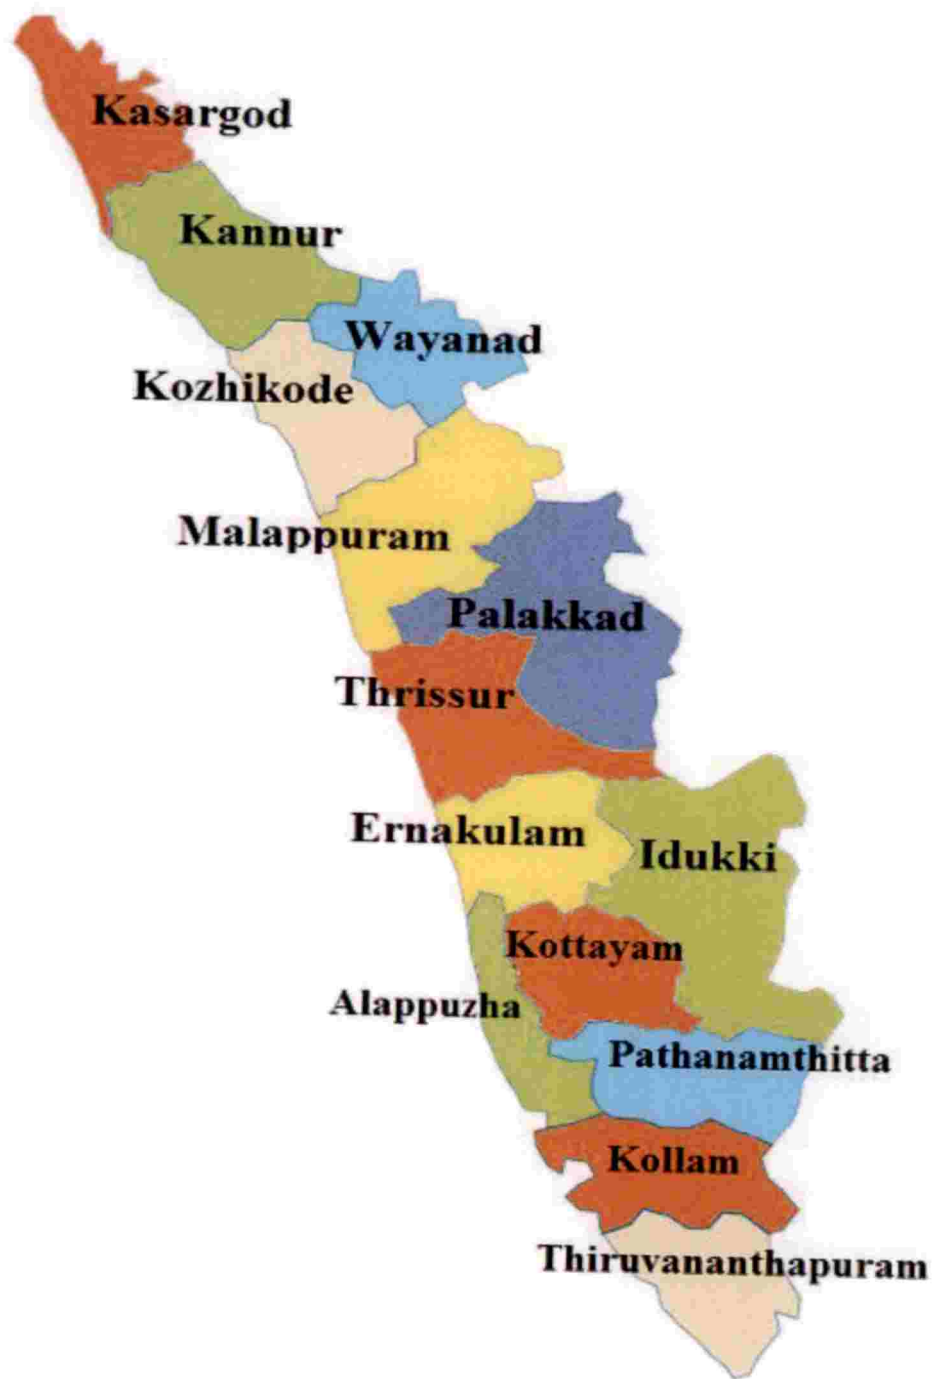 Kasargod
Kannur
Wayanad
Kozhikode
Malappuram
Palakkad
Thrissur
Ernakulam
Idukki
Kottayam
Alappuzha
Pathanamthitta
Kollam
Thiruvananthapuram